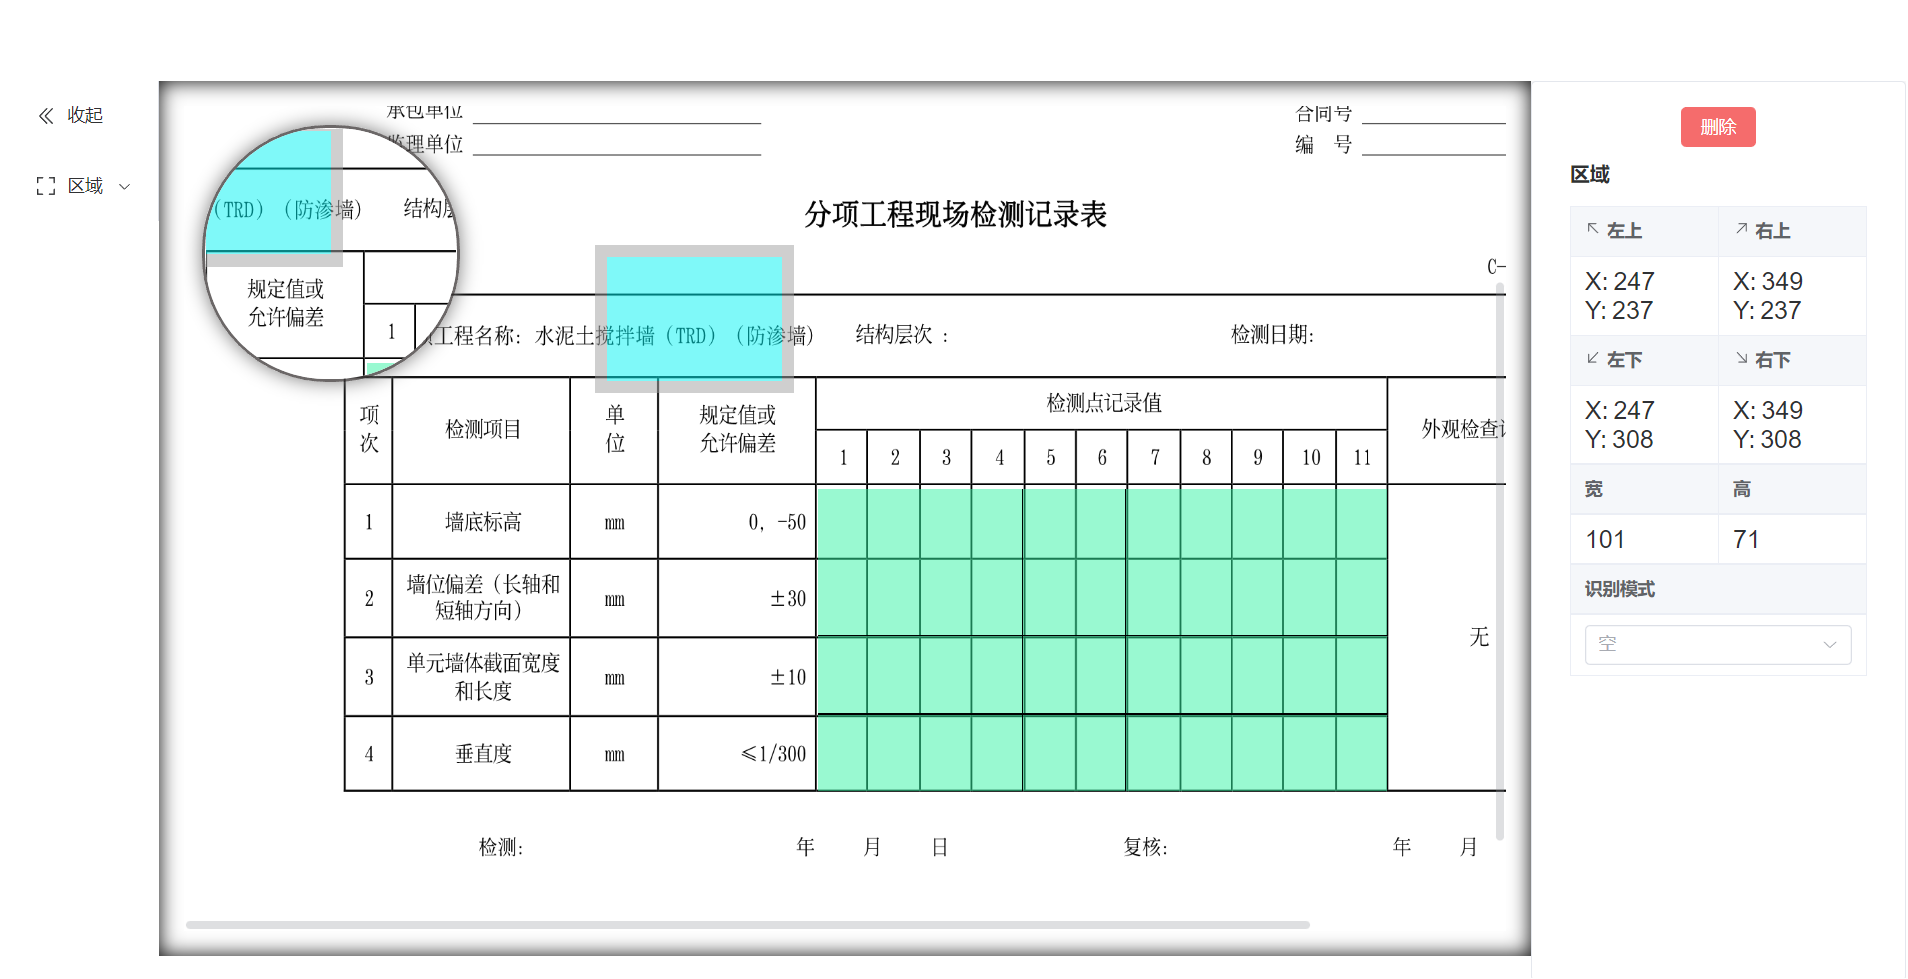 收起
区域
承包单位
合同号
监理单位
编 号
分项工程现场检测记录表
C-
工程名称：水泥土搅拌墙（TRD）（防渗墙） 结构层次 ： 检测日期:
（TRD）（防渗墙） 结构层
规定值或
允许偏差
1
项次
检测项目
单位
规定值或
允许偏差
检测点记录值
外观检查
1 2 3 4 5 6 7 8 9 10 11
1 墙底标高 mm 0, -50
2 墙位偏差（长轴和
短轴方向） mm ±30
3 单元墙体截面宽度
和长度 mm ±10
4 垂直度 mm ≤1/300
无
检测: 年 月 日 复核: 年 月
删除
区域
左上 右上
X: 247 X: 349
Y: 237 Y: 237
左下 右下
X: 247 X: 349
Y: 308 Y: 308
宽 高
101 71
识别模式
空